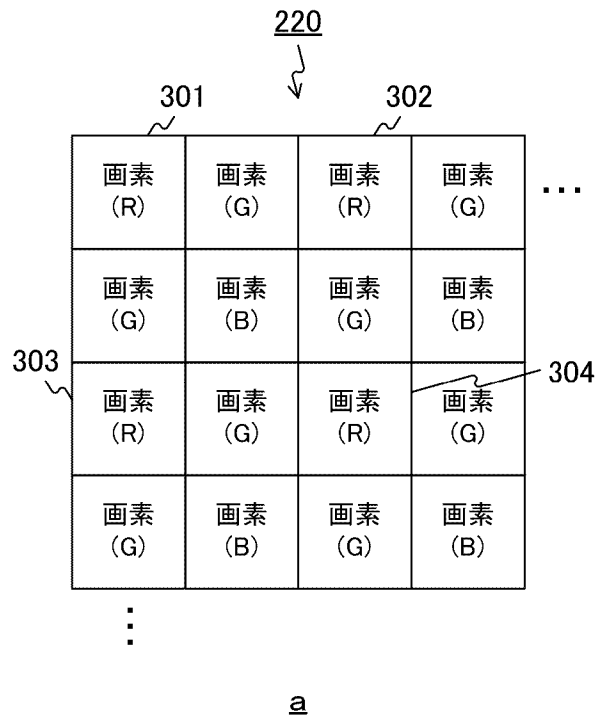 220
301 302
画素 画素 画素 画素
(R) (G) (R) (G)
...
画素 画素 画素 画素
(G) (B) (G) (B)
303 304
画素 画素 画素 画素
(R) (G) (R) (G)
画素 画素 画素 画素
(G) (B) (G) (B)
⋮
a